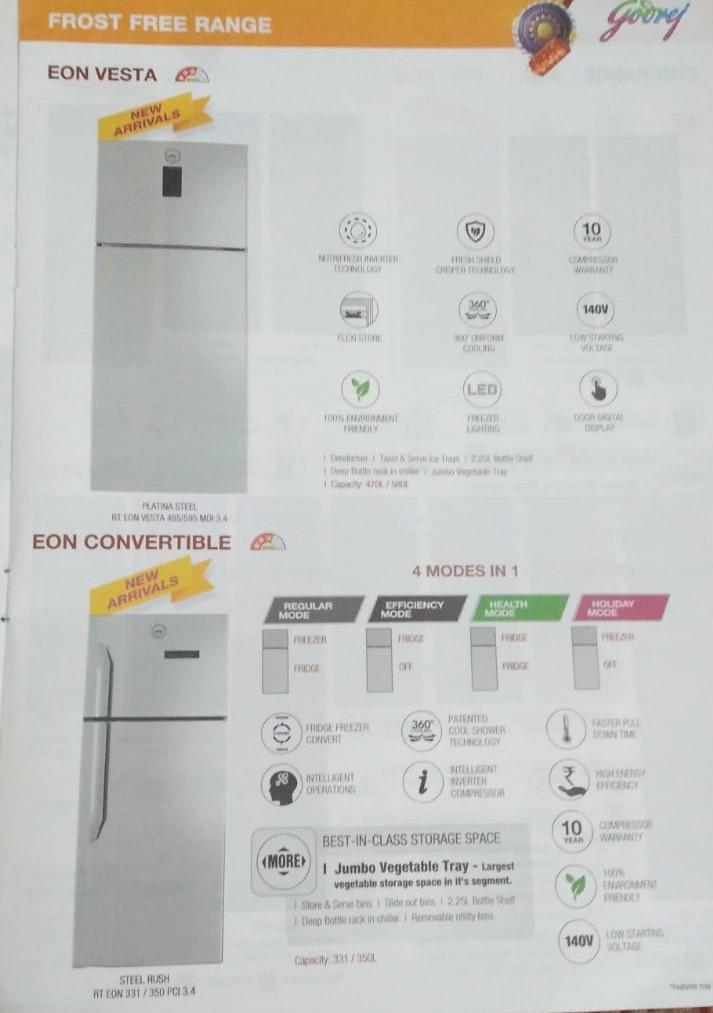 FROST FREE RANGE
Godrej
EON VESTA
NEW
ARRIVALS
NUTRIFRESH INVERTER
TECHNOLOGY
FRESH SHIELD
CRISPER TECHNOLOGY
10
YEAR
COMPRESSOR
WARRANTY
FLEXI STORE
360°
360° UNIFORM
COOLING
140V
LOW STARTING
VOLTAGE
100% ENVIRONMENT
FRIENDLY
LED
FREEZER
LIGHTING
DOOR DIGITAL
DISPLAY
| Deodoriser | Twist & Serve Ice Trays | 2.25L Bottle Shelf
| Deep Bottle rack in chiller | Jumbo Vegetable Tray
| Capacity: 470L / 580L
PLATINA STEEL
RT EON VESTA 485/595 MDI 3.4
EON CONVERTIBLE
NEW
ARRIVALS
4 MODES IN 1
REGULAR
MODE
FREEZER
FRIDGE
EFFICIENCY
MODE
FRIDGE
OFF
HEALTH
MODE
FRIDGE
FRIDGE
HOLIDAY
MODE
FREEZER
OFF
FRIDGE FREEZER
CONVERT
360°
PATENTED
COOL SHOWER
TECHNOLOGY
FASTER PULL
DOWN TIME
INTELLIGENT
OPERATIONS
i
INTELLIGENT
INVERTER
COMPRESSOR
₹
HIGH ENERGY
EFFICIENCY
10
YEAR
COMPRESSOR
WARRANTY
MORE
BEST-IN-CLASS STORAGE SPACE
| Jumbo Vegetable Tray - Largest
vegetable storage space in it's segment.
| Store & Serve bins | Slide out bins | 2.25L Bottle Shelf
| Deep Bottle rack in chiller | Removable utility bins
100%
ENVIRONMENT
FRIENDLY
140V
LOW STARTING
VOLTAGE
Capacity: 331 / 350L
STEEL RUSH
RT EON 331 / 350 PCI 3.4
*Features may